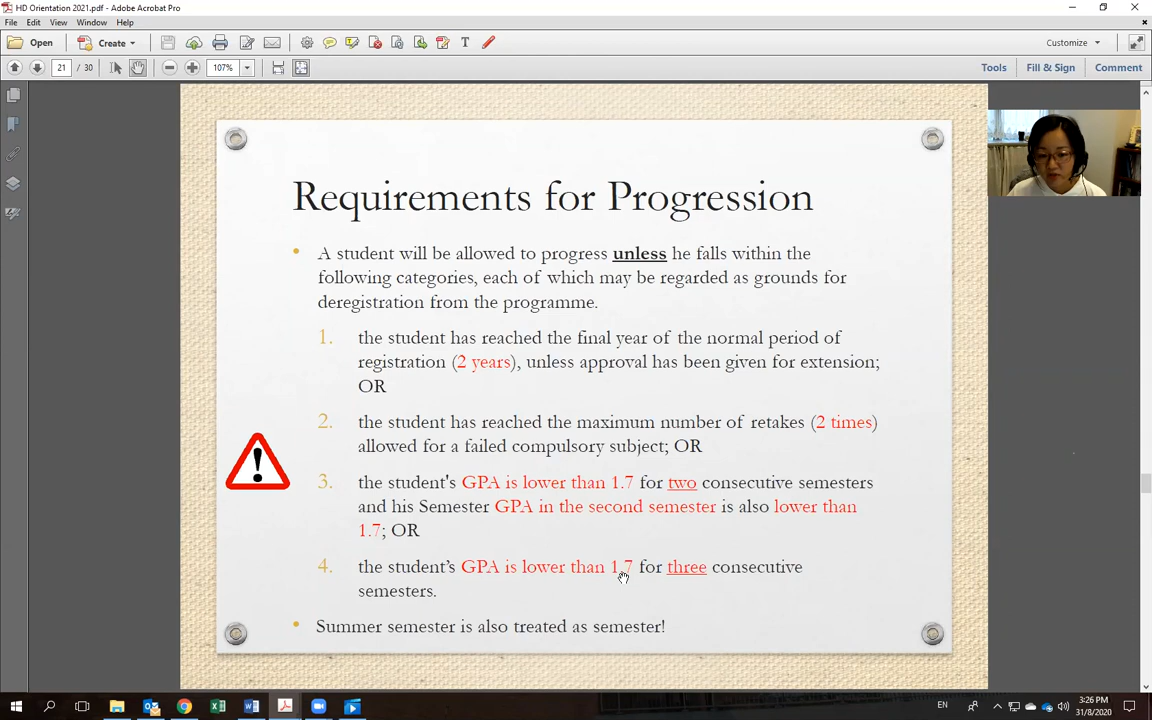 HD Orientation 2021.pdf - Adobe Acrobat Pro
File Edit View Window Help
Open Create Customize
21 / 30 107% Tools Fill & Sign Comment
Requirements for Progression
• A student will be allowed to progress unless he falls within the
following categories, each of which may be regarded as grounds for
deregistration from the programme.
1. the student has reached the final year of the normal period of
registration (2 years), unless approval has been given for extension;
OR
2. the student has reached the maximum number of retakes (2 times)
allowed for a failed compulsory subject; OR
3. the student's GPA is lower than 1.7 for two consecutive semesters
and his Semester GPA in the second semester is also lower than
1.7; OR
4. the student’s GPA is lower than 1.7 for three consecutive
semesters.
• Summer semester is also treated as semester!
EN
3:26 PM
31/8/2020